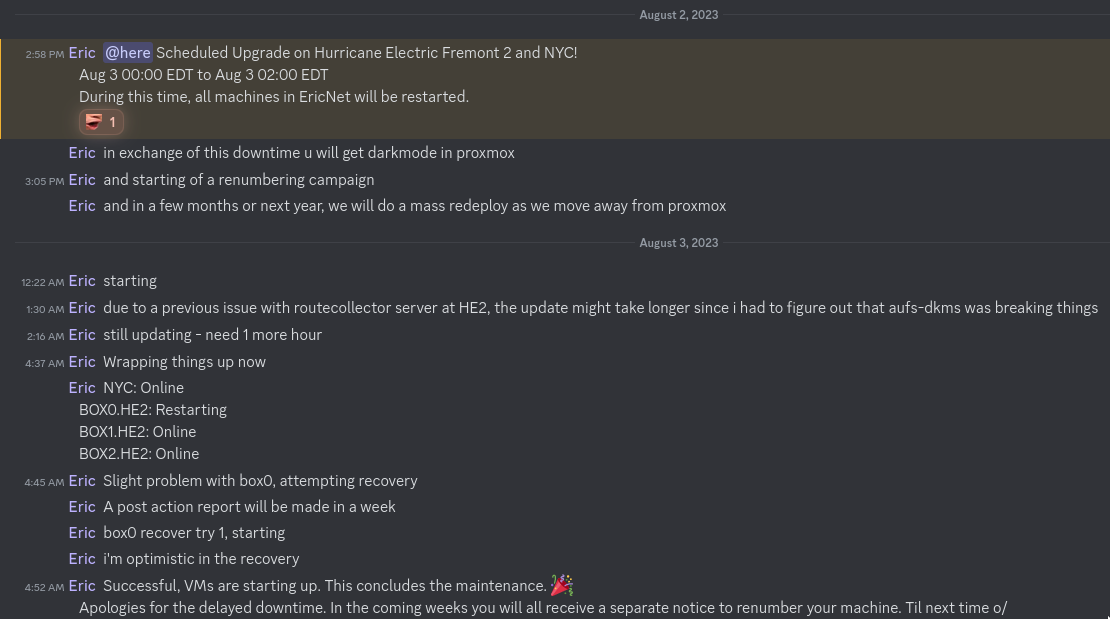 August 2, 2023
2:58 PM Eric @here Scheduled Upgrade on Hurricane Electric Fremont 2 and NYC!
Aug 3 00:00 EDT to Aug 3 02:00 EDT
During this time, all machines in EricNet will be restarted.
1
Eric in exchange of this downtime u will get darkmode in proxmox
3:05 PM Eric and starting of a renumbering campaign
Eric and in a few months or next year, we will do a mass redeploy as we move away from proxmox
August 3, 2023
12:22 AM Eric starting
1:30 AM Eric due to a previous issue with routecollector server at HE2, the update might take longer since i had to figure out that aufs-dkms was breaking things
2:16 AM Eric still updating - need 1 more hour
4:37 AM Eric Wrapping things up now
Eric NYC: Online
BOX0.HE2: Restarting
BOX1.HE2: Online
BOX2.HE2: Online
4:45 AM Eric Slight problem with box0, attempting recovery
Eric A post action report will be made in a week
Eric box0 recover try 1, starting
Eric i'm optimistic in the recovery
4:52 AM Eric Successful, VMs are starting up. This concludes the maintenance. 🎉
Apologies for the delayed downtime. In the coming weeks you will all receive a separate notice to renumber your machine. Til next time o/